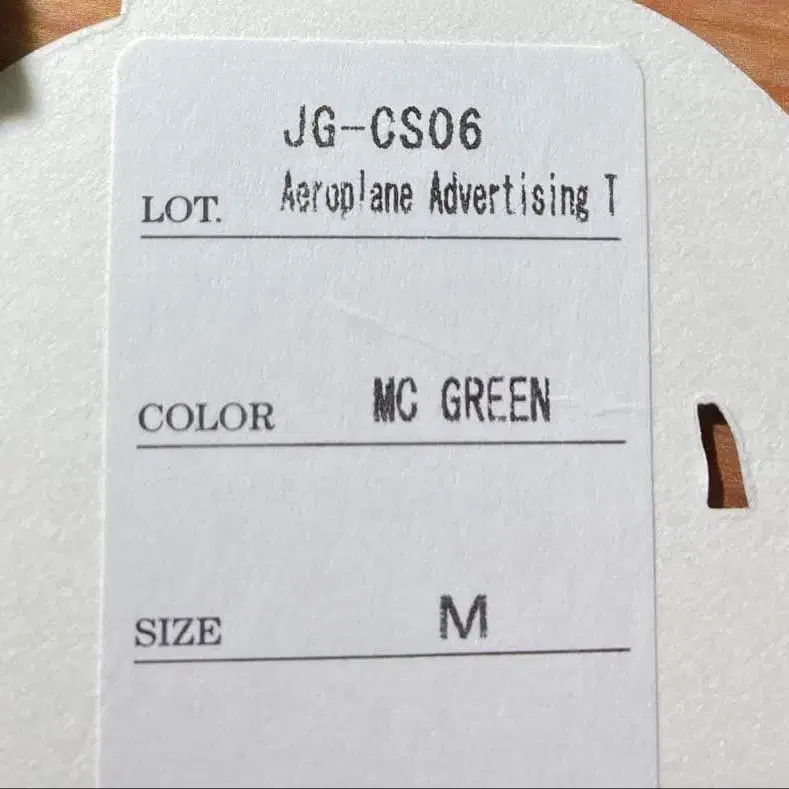 JG-CS06
LOT. Aeroplane Advertising T
COLOR MC GREEN
SIZE M